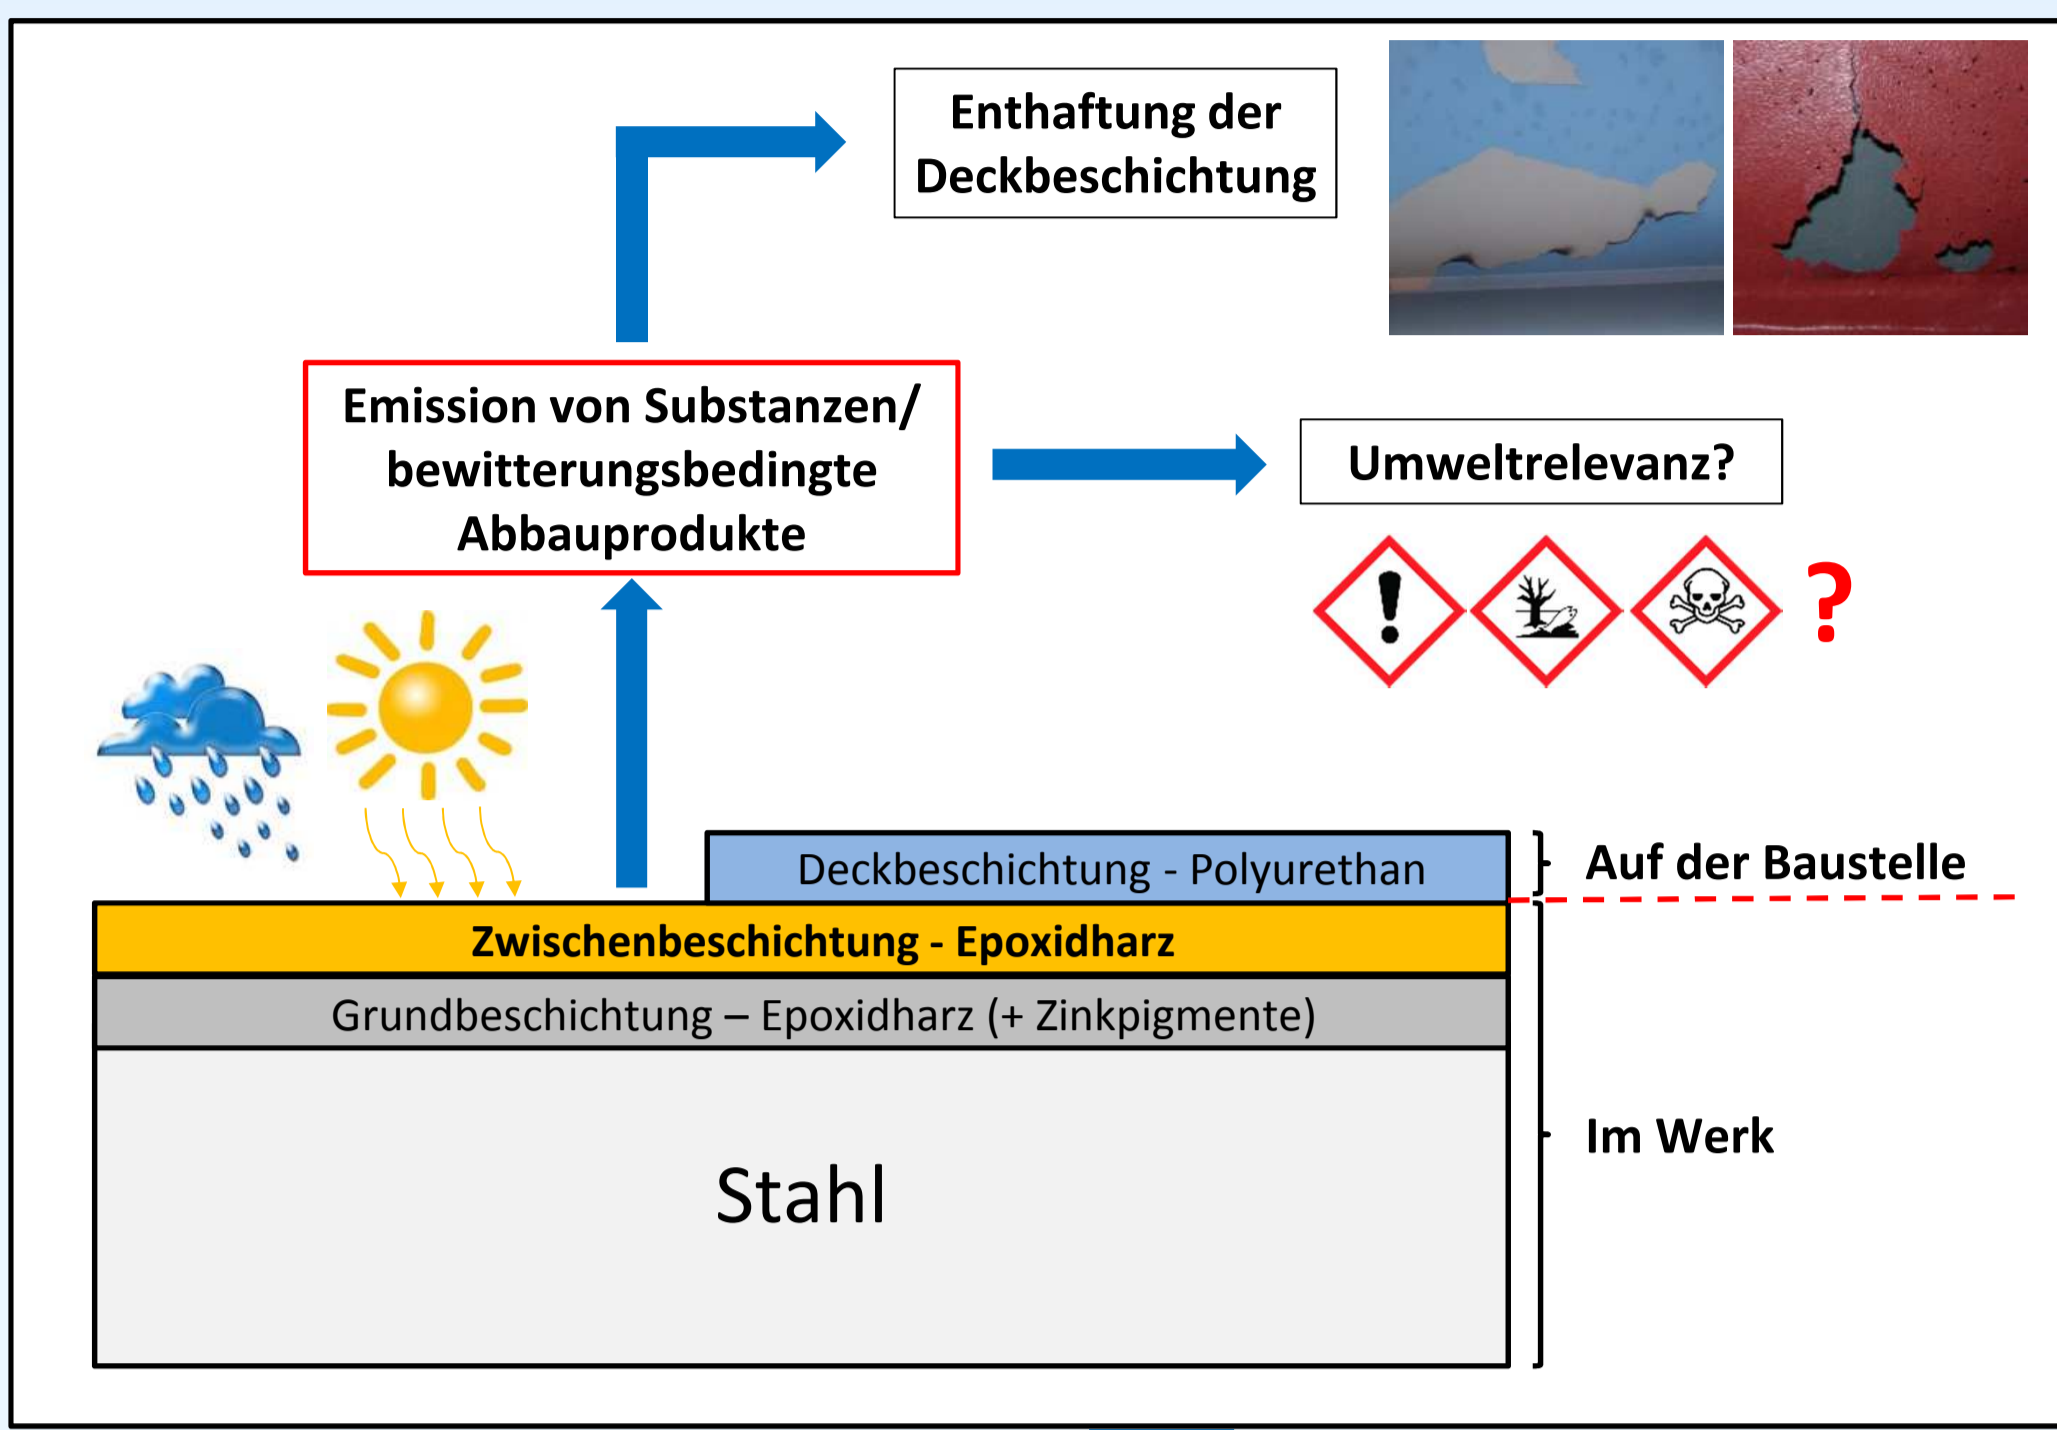 Enthaftung der
Deckbeschichtung
Emission von Substanzen/
bewitterungsbedingte
Abbauprodukte
Umweltrelevanz?
?
Deckbeschichtung - Polyurethan
Auf der Baustelle
Zwischenbeschichtung - Epoxidharz
Grundbeschichtung – Epoxidharz (+ Zinkpigmente)
Im Werk
Stahl